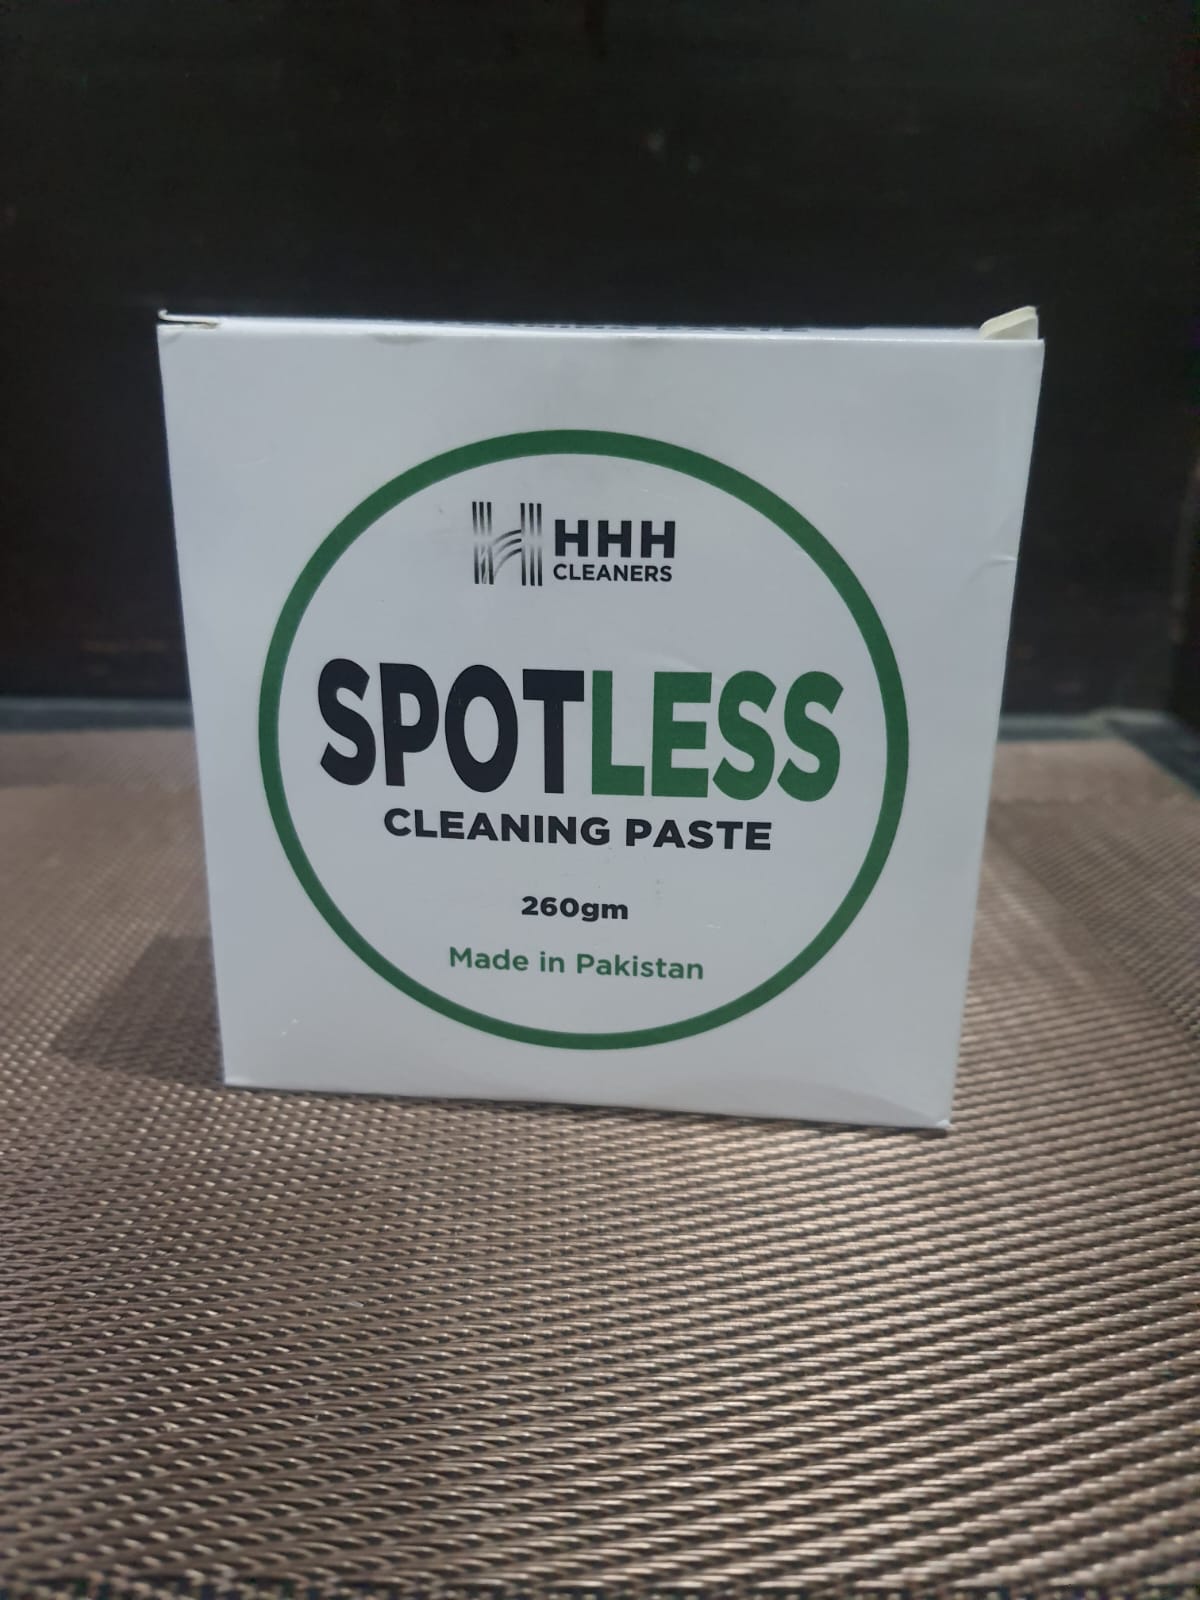 HHH
CLEANERS
SPOTLESS
CLEANING PASTE
260gm
Made in Pakistan